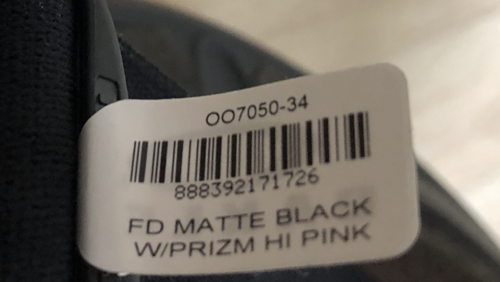 OO7050-34
888392171726
FD MATTE BLACK
W/PRIZM HI PINK